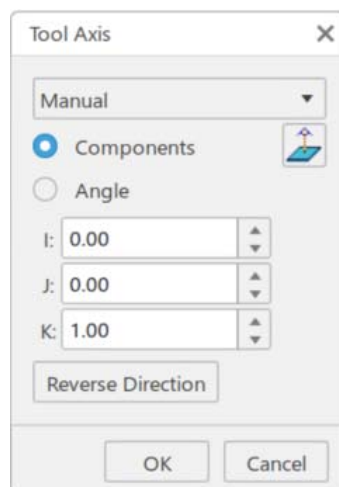 Tool Axis
Manual
Components
Angle
I: 0.00
J: 0.00
K: 1.00
Reverse Direction
OK Cancel